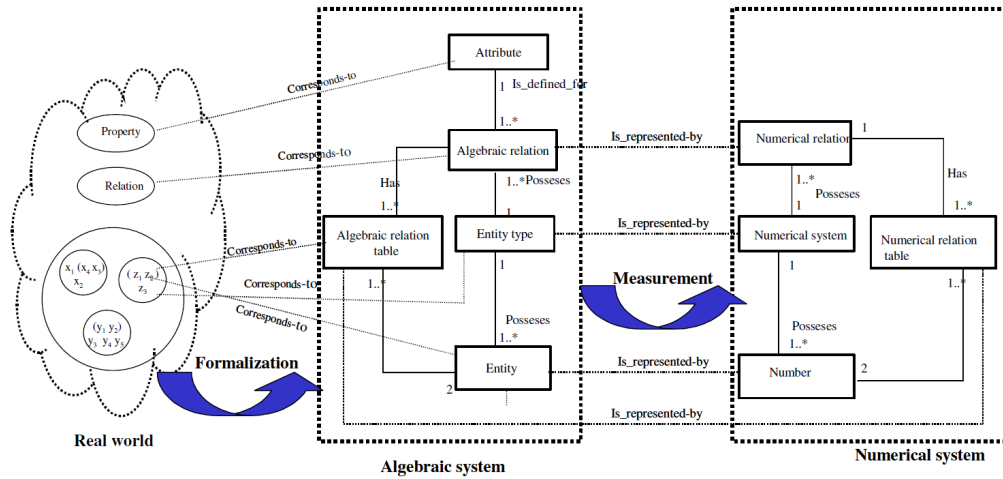 Attribute
Corresponds-to
1 Is_defined_for
1..*
Property
Is_represented-by
Numerical relation
1
Algebraic relation
Corresponds-to
Relation
Has
1..*
1..*Posseses
1
1..*
Posseses
1
Has
1..*
Algebraic relation
table
Entity type
Is_represented-by
Numerical system
Numerical relation
table
Corresponds-to
x1 (x4 x3)
x2
( z1 z2 )
z3
Corresponds-to
1..*
1
Measurement
1
1..*
Corresponds-to
(y1 y2)
y3 y4 y5
Posseses
1..*
Posseses
1..*
Formalization
Entity
2
Is_represented-by
Number
2
Is_represented-by
Real world
Algebraic system
Numerical system